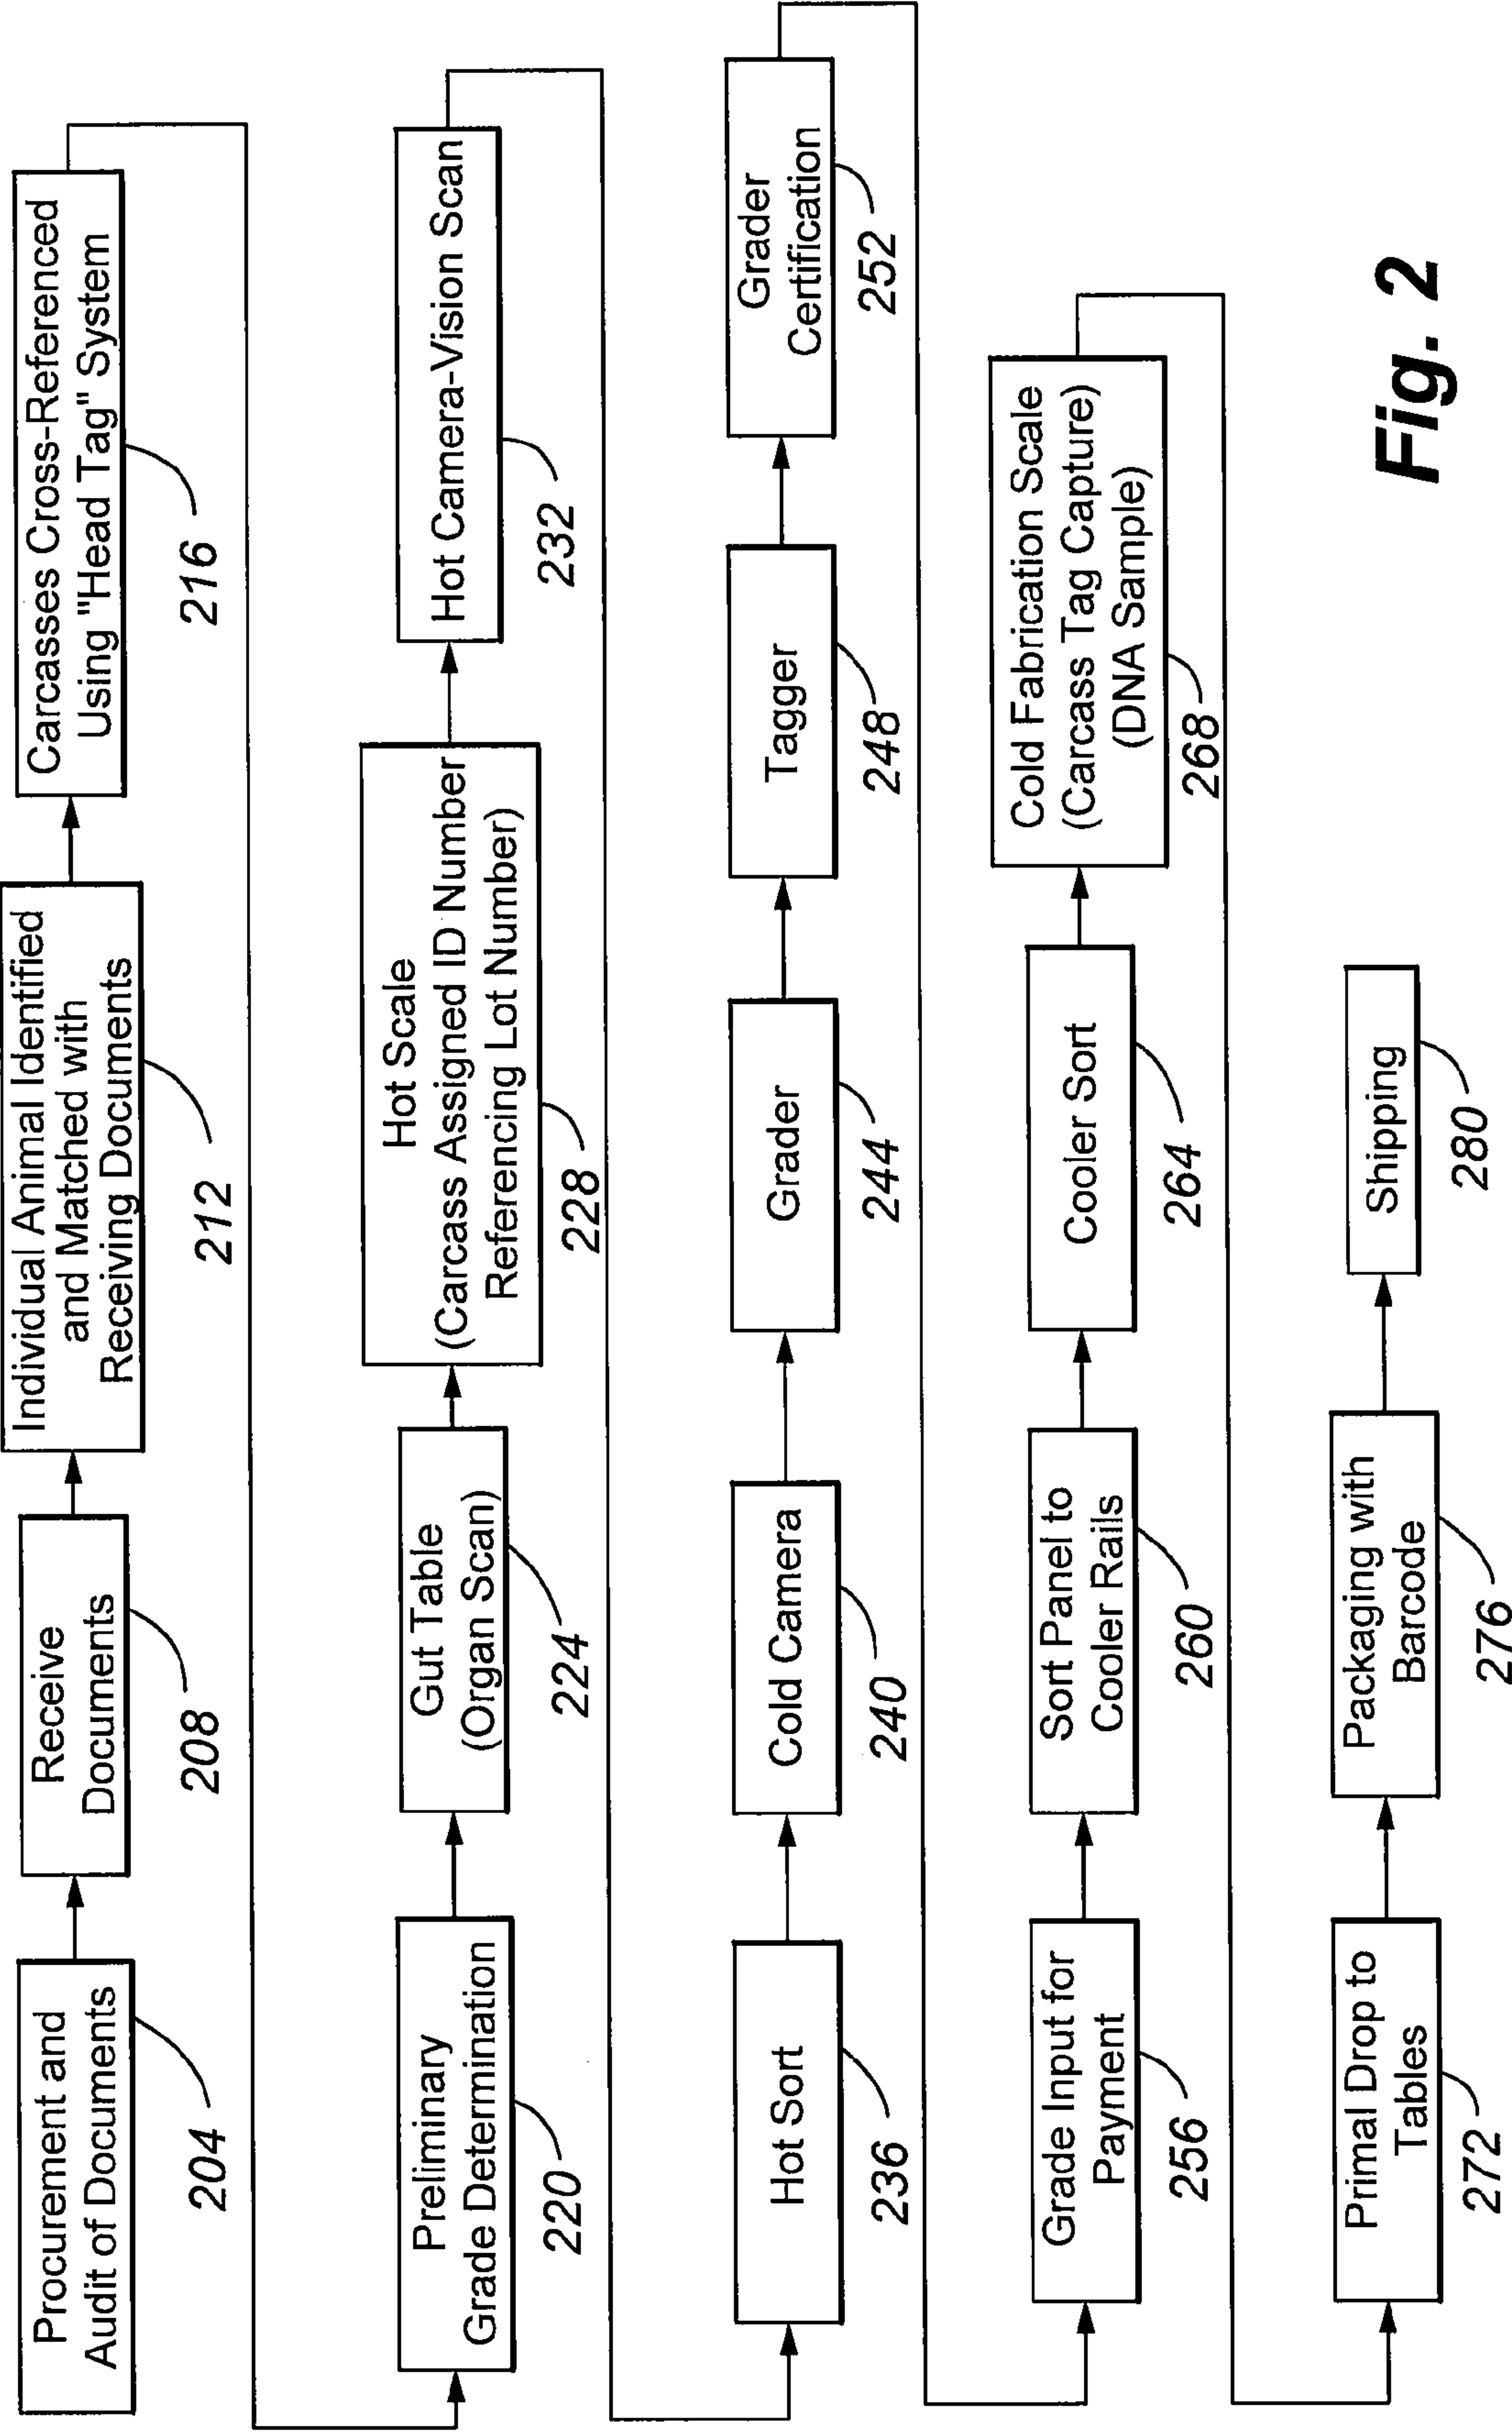 Procurement and
Audit of Documents
204
Receive
Documents
208
Individual Animal Identified
and Matched with
Receiving Documents
212
Carcasses Cross-Referenced
Using "Head Tag" System
216
Preliminary
Grade Determination
220
Gut Table
(Organ Scan)
224
Hot Scale
(Carcass Assigned ID Number
Referencing Lot Number)
228
Hot Camera-Vision Scan
232
Hot Sort
236
Cold Camera
240
Grader
244
Tagger
248
Grader
Certification
252
Grade Input for
Payment
256
Sort Panel to
Cooler Rails
260
Cooler Sort
264
Cold Fabrication Scale
(Carcass Tag Capture)
(DNA Sample)
268
Primal Drop to
Tables
272
Packaging with
Barcode
276
Shipping
280
Fig. 2